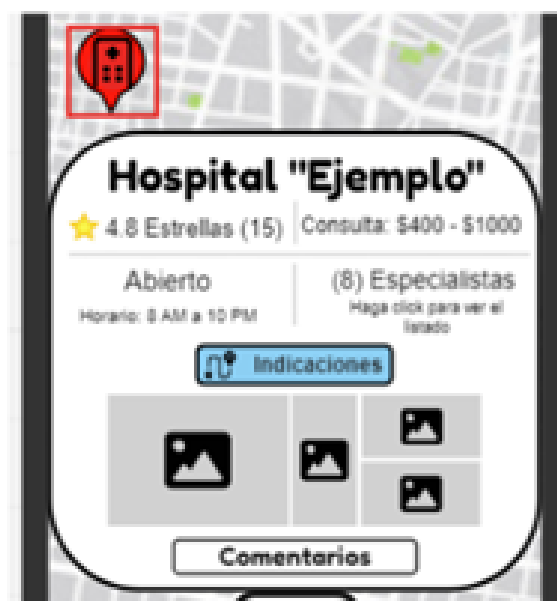 Hospital "Ejemplo"
4.8 Estrellas (15)
Consulta: $400 - $1000
Abierto
Horario: 8 AM a 10 PM
(8) Especialistas
Haga click para ver el
listado
Indicaciones
Comentarios